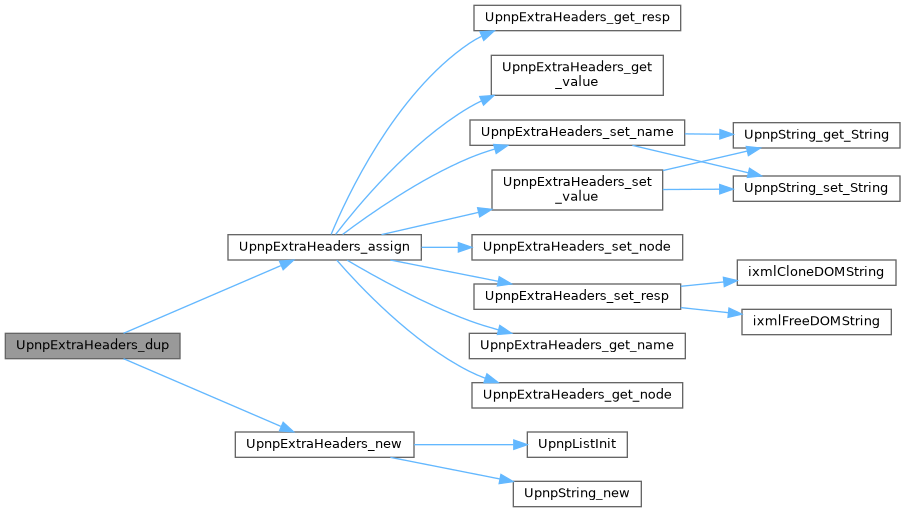 UpnpExtraHeaders_get_resp
UpnpExtraHeaders_get
_value
UpnpExtraHeaders_set_name
UpnpString_get_String
UpnpExtraHeaders_set
_value
UpnpString_set_String
UpnpExtraHeaders_assign
UpnpExtraHeaders_set_node
ixmlCloneDOMString
UpnpExtraHeaders_set_resp
ixmlFreeDOMString
UpnpExtraHeaders_dup
UpnpExtraHeaders_get_name
UpnpExtraHeaders_get_node
UpnpExtraHeaders_new
UpnpListInit
UpnpString_new